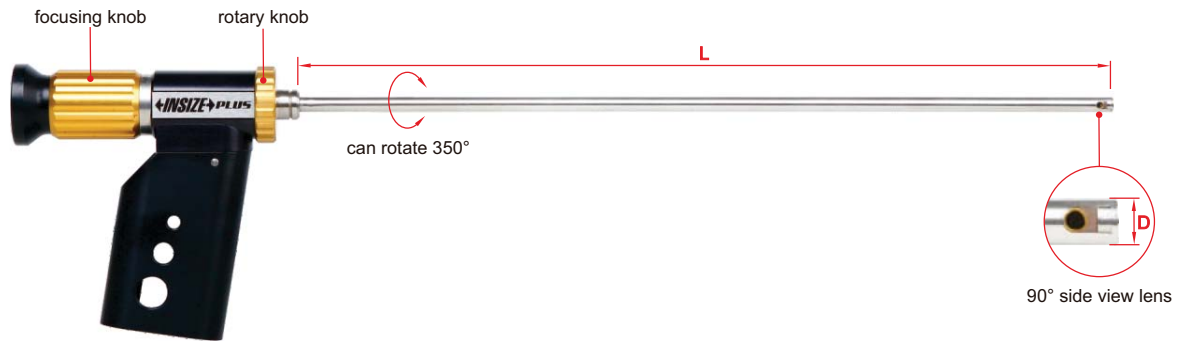 focusing knob
rotary knob
L
INSIZE PLUS
can rotate 350°
D
90° side view lens